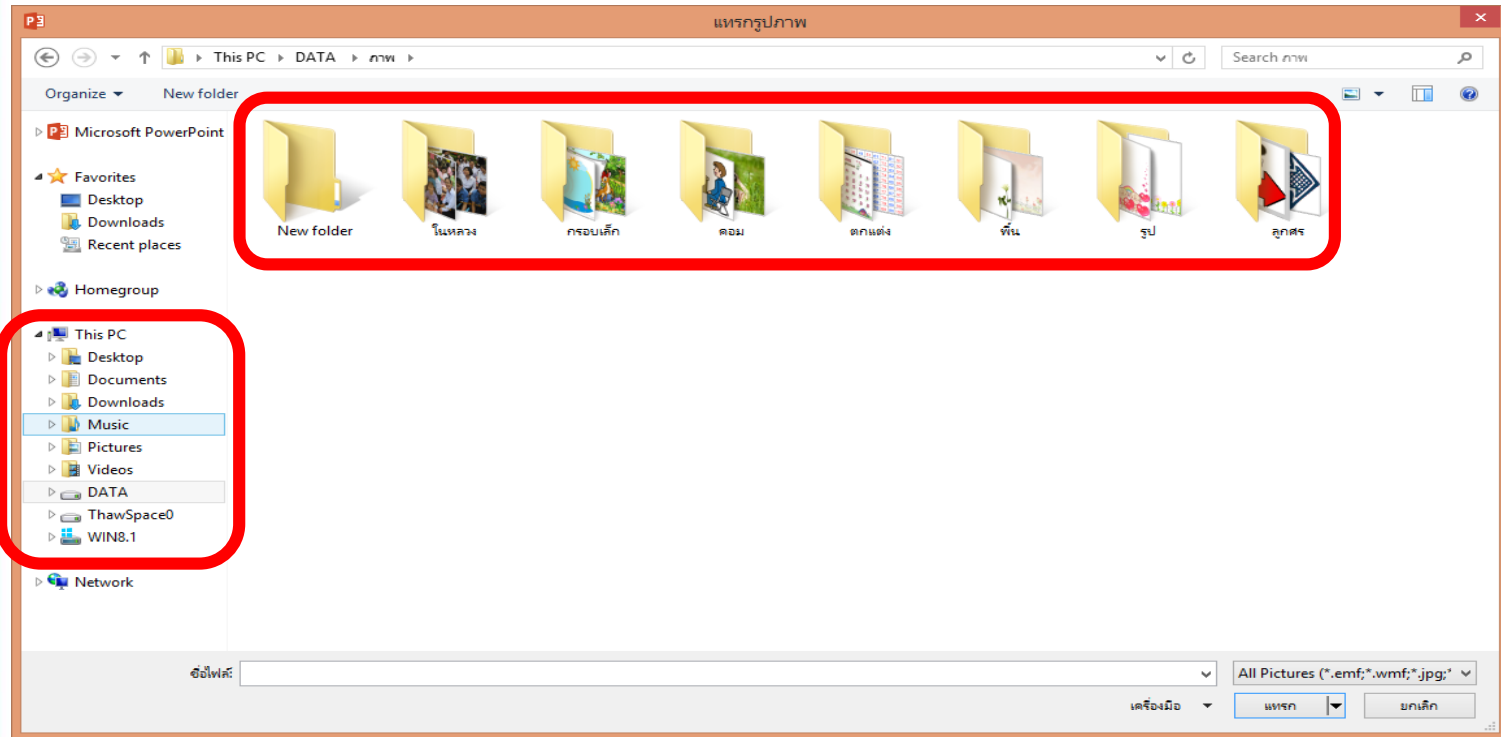 แทรกรูปภาพ
This PC DATA ภาพ
Search ภาพ
Organize New folder
Microsoft PowerPoint
Favorites
Desktop
Downloads
Recent places
Homegroup
This PC
Desktop
Documents
Downloads
Music
Pictures
Videos
DATA
ThawSpace0
WIN8.1
Network
New folder ในหลวง กรอบเล็ก คอม ตกแต่ง พื้น รูป ลูกศร
ชื่อไฟล์:
All Pictures (*.emf;*.wmf;*.jpg;*
เครื่องมือ แทรก ยกเลิก